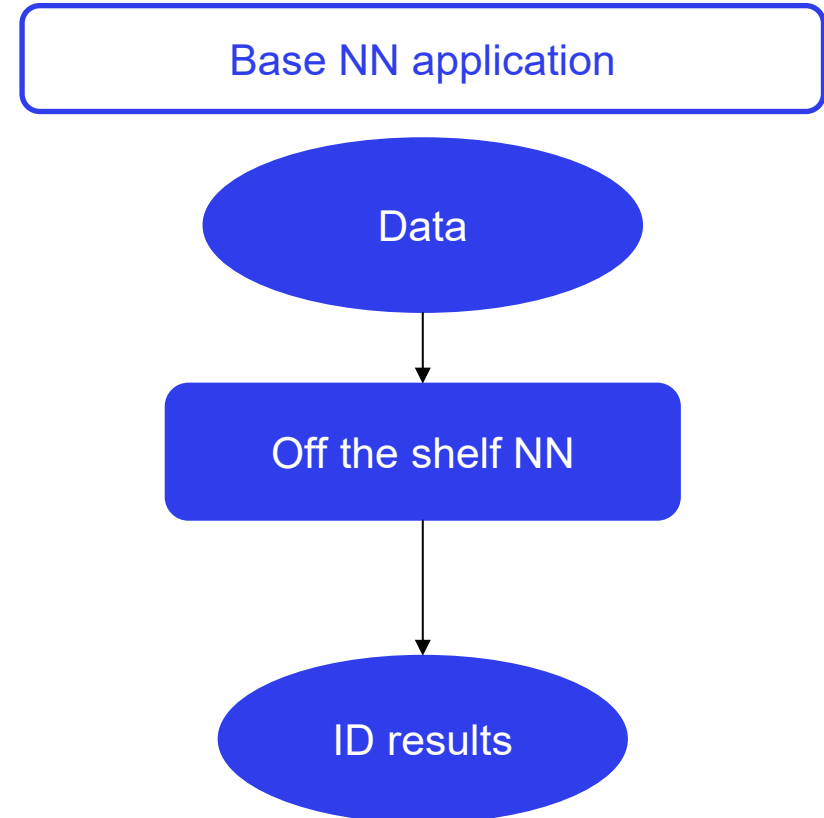 Base NN application
Data
Off the shelf NN
ID results